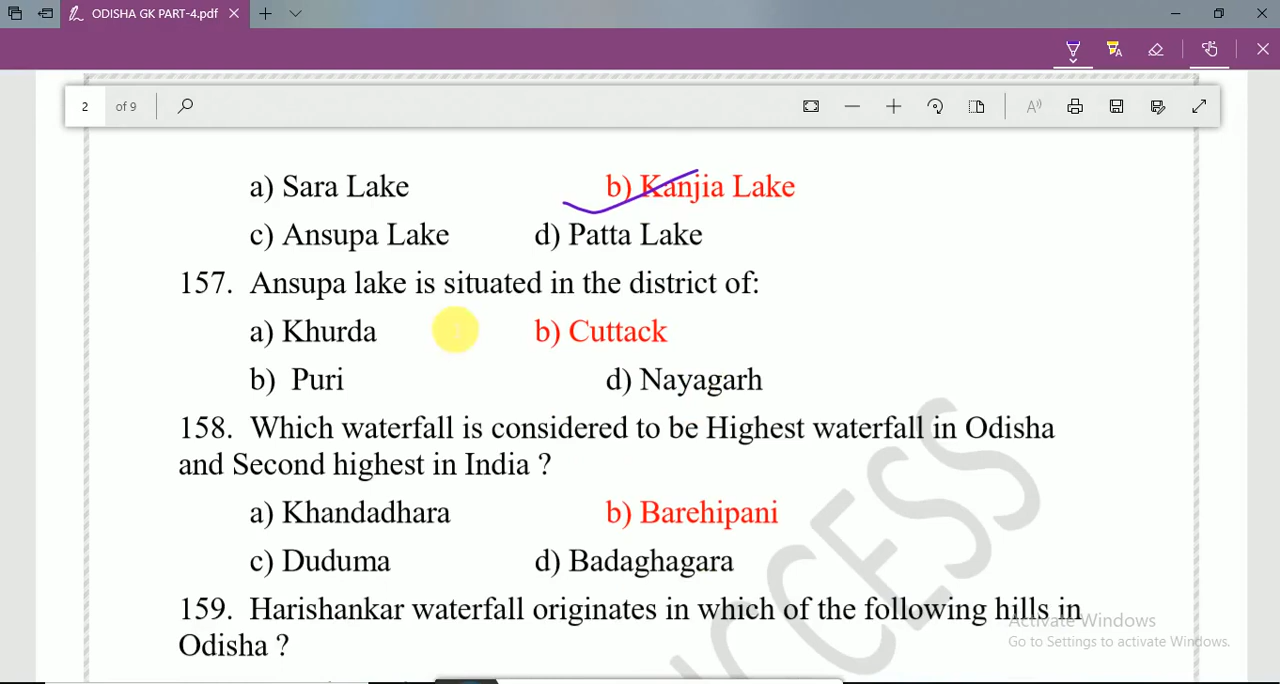 ODISHA GK PART-4.pdf
2 of 9
a) Sara Lake b) Kanjia Lake
c) Ansupa Lake d) Patta Lake
157. Ansupa lake is situated in the district of:
a) Khurda b) Cuttack
b) Puri d) Nayagarh
158. Which waterfall is considered to be Highest waterfall in Odisha
and Second highest in India ?
a) Khandadhara b) Barehipani
c) Duduma d) Badaghagara
159. Harishankar waterfall originates in which of the following hills in
Odisha ?
CCESS
Activate Windows
Go to Settings to activate Windows.